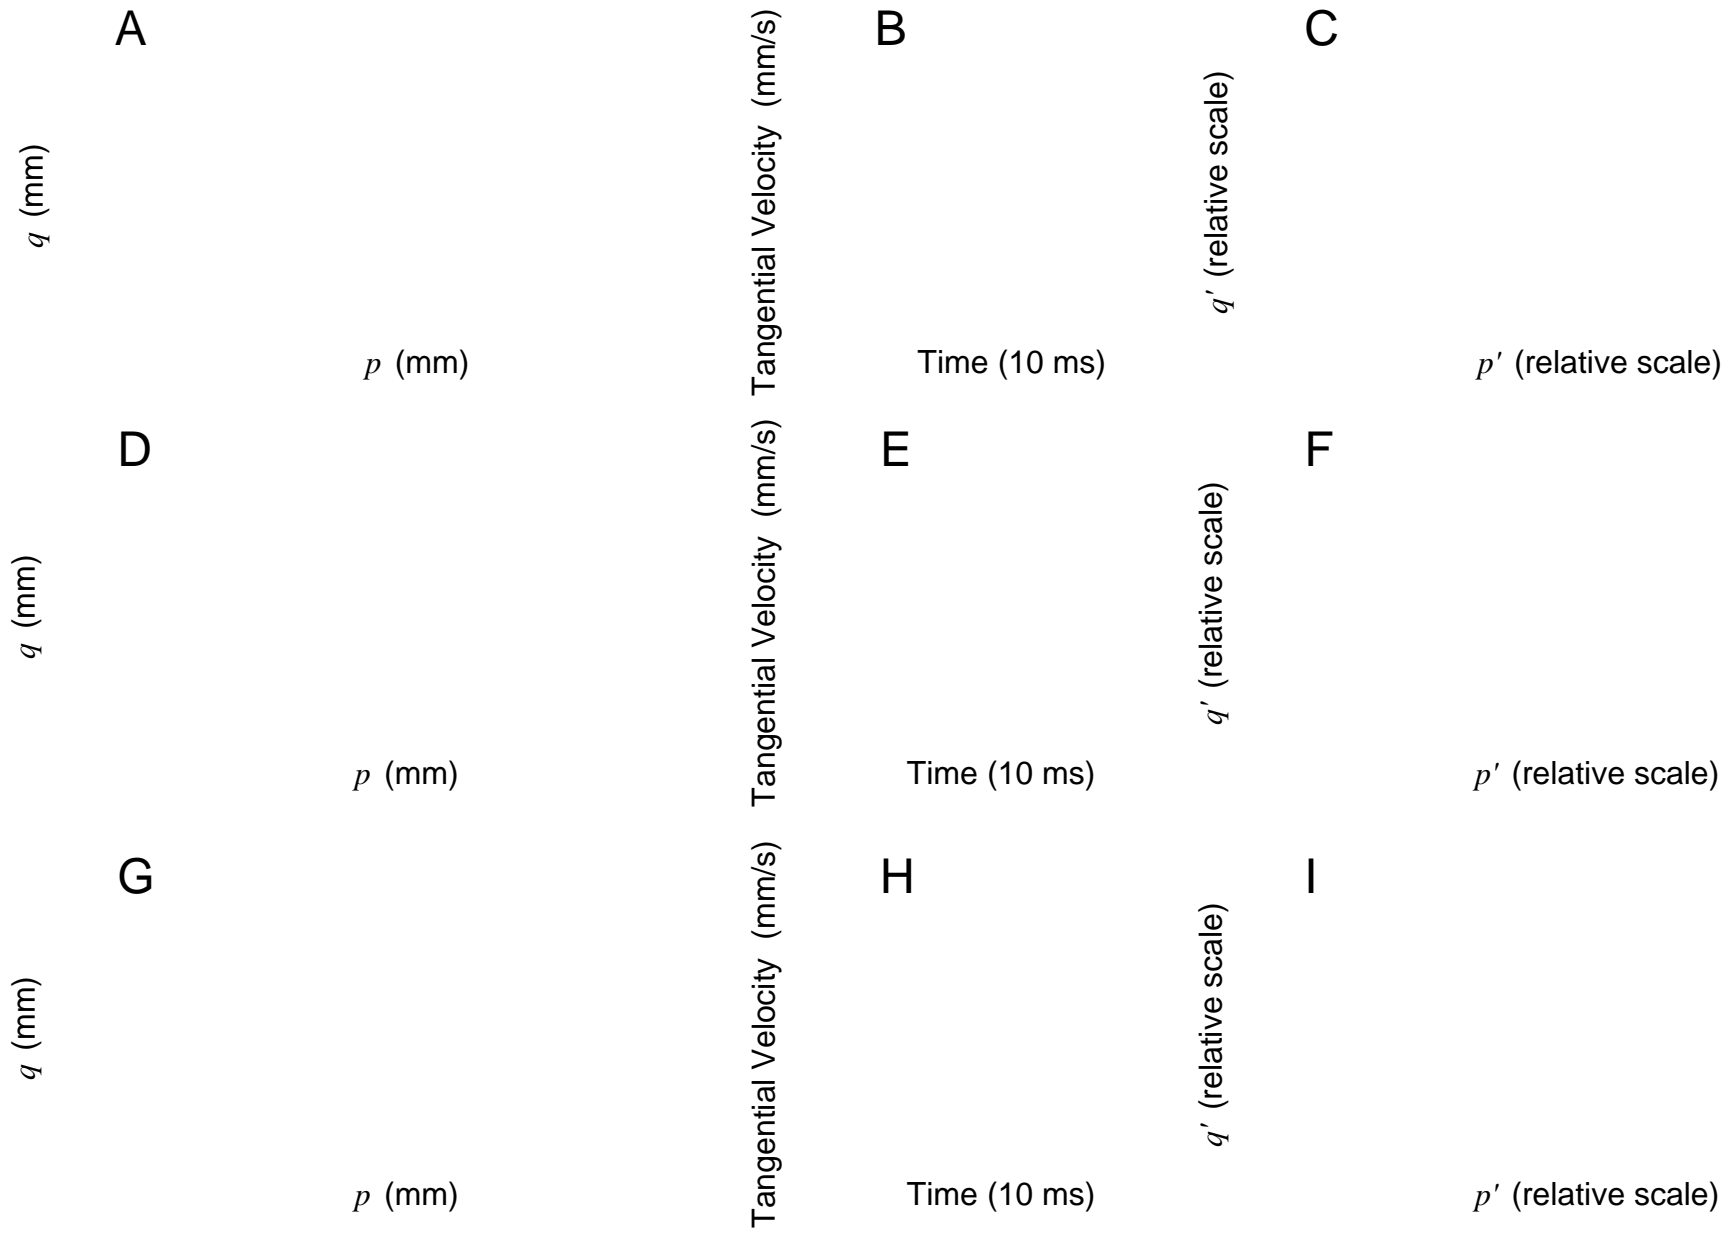 A
B
C
q (mm)
Tangential Velocity (mm/s)
q′ (relative scale)
p (mm)
Time (10 ms)
p′ (relative scale)
D
E
F
q (mm)
Tangential Velocity (mm/s)
q′ (relative scale)
p (mm)
Time (10 ms)
p′ (relative scale)
G
H
I
q (mm)
Tangential Velocity (mm/s)
q′ (relative scale)
p (mm)
Time (10 ms)
p′ (relative scale)